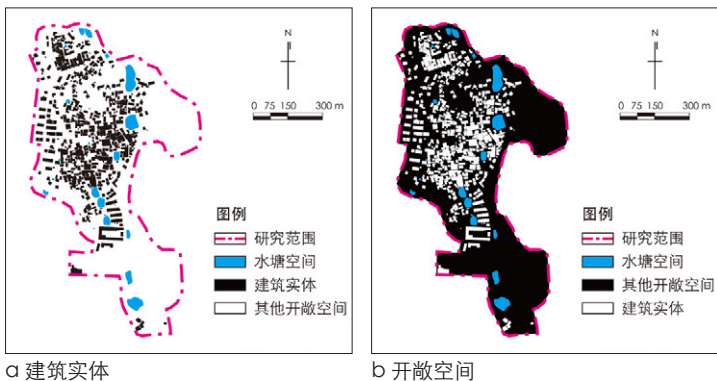 N
0 75 150 300 m
图例
研究范围
水塘空间
建筑实体
其他开敞空间
a 建筑实体
N
0 75 150 300 m
图例
研究范围
水塘空间
其他开敞空间
建筑实体
b 开敞空间